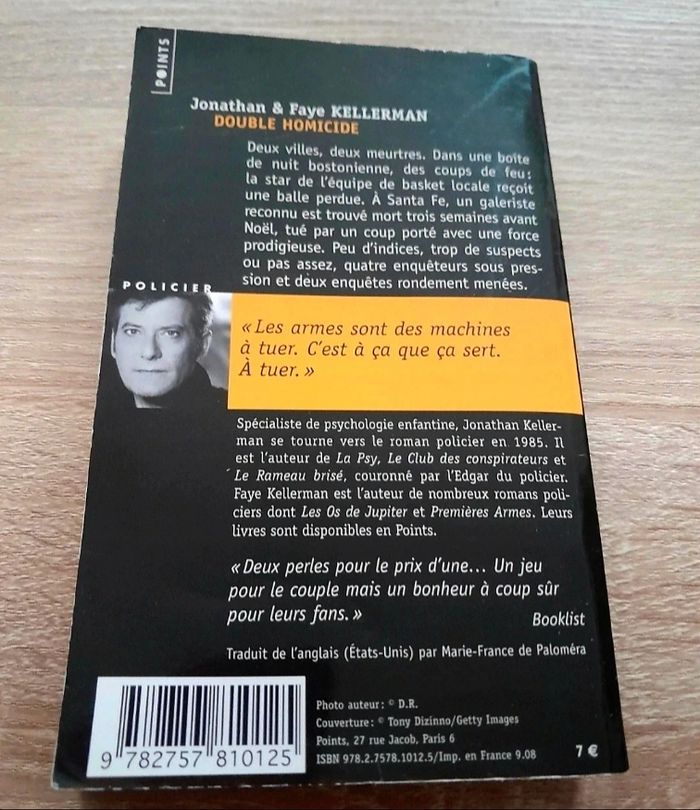 POINTS
Jonathan & Faye KELLERMAN
DOUBLE HOMICIDE
Deux villes, deux meurtres. Dans une boîte
de nuit bostonienne, des coups de feu :
la star de l'équipe de basket locale reçoit
une balle perdue. À Santa Fe, un galeriste
reconnu est trouvé mort trois semaines avant
Noël, tué par un coup porté avec une force
prodigieuse. Peu d'indices, trop de suspects
ou pas assez, quatre enquêteurs sous pres-
sion et deux enquêtes rondement menées.
POLICIER
« Les armes sont des machines
à tuer. C'est à ça que ça sert.
À tuer. »
Spécialiste de psychologie enfantine, Jonathan Keller-
man se tourne vers le roman policier en 1985. Il
est l'auteur de La Psy, Le Club des conspirateurs et
Le Rameau brisé, couronné par l'Edgar du policier.
Faye Kellerman est l'auteur de nombreux romans poli-
ciers dont Les Os de Jupiter et Premières Armes. Leurs
livres sont disponibles en Points.
« Deux perles pour le prix d'une... Un jeu
pour le couple mais un bonheur à coup sûr
pour leurs fans. »
Booklist
Traduit de l'anglais (États-Unis) par Marie-France de Paloméra
Photo auteur : © D.R.
Couverture : © Tony Dizinno/Getty Images
Points, 27 rue Jacob, Paris 6
ISBN 978.2.7578.1012.5/Imp. en France 9.08
7 €
9 782757 810125